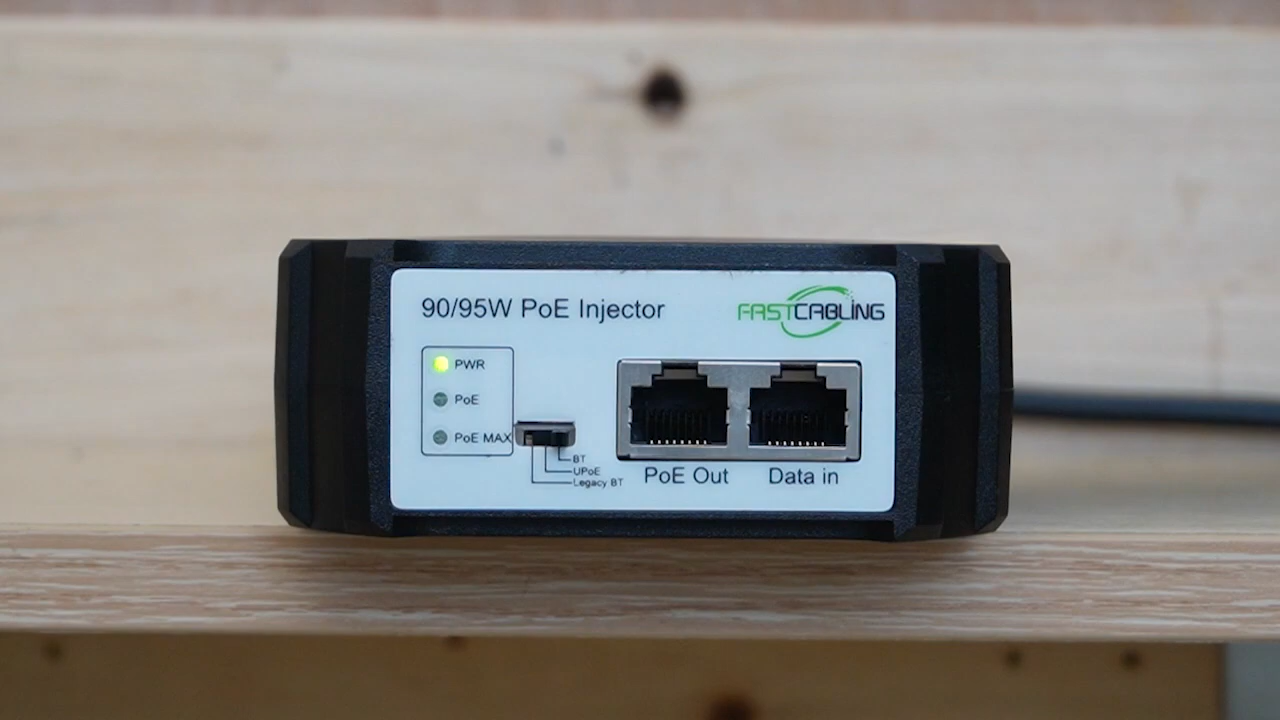 90/95W PoE Injector
FASTCABLING
PWR
PoE
PoE MAX
BT
UPoE
Legacy BT
PoE Out
Data in